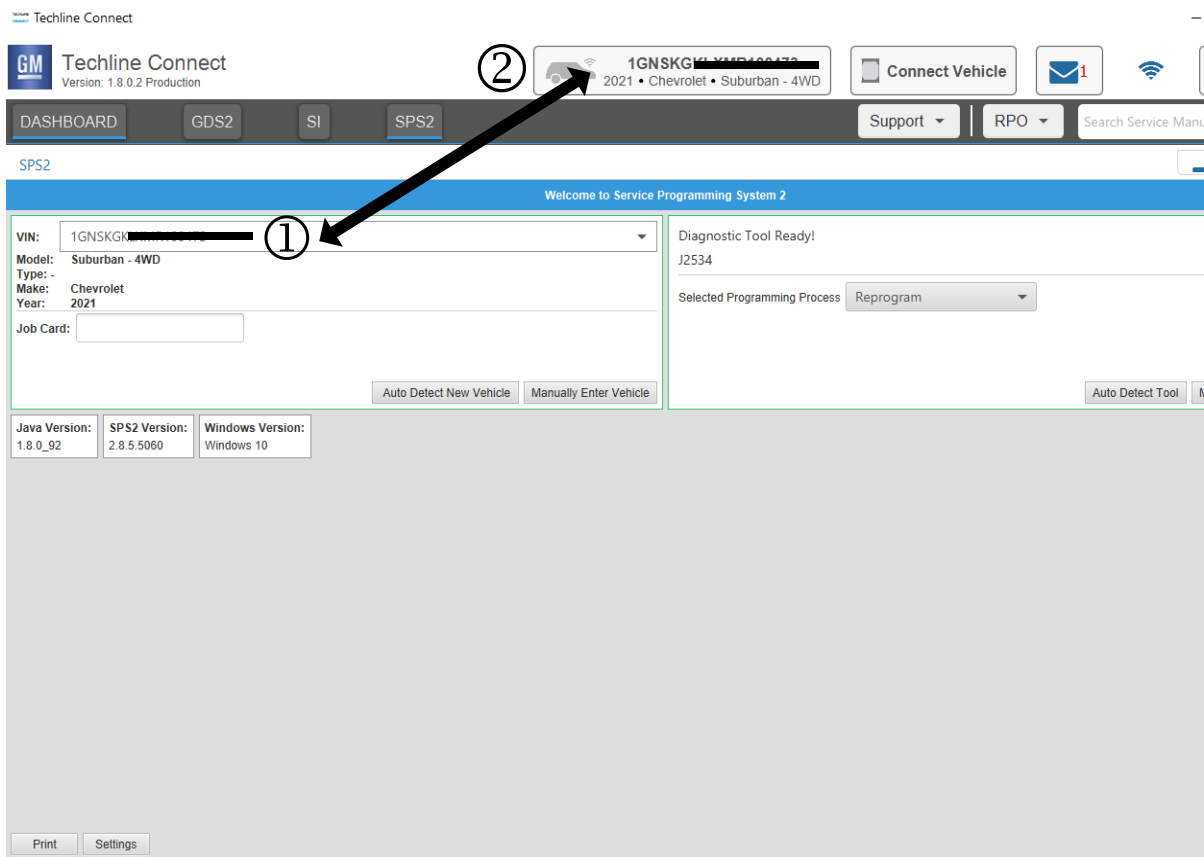 Techline Connect
GM
Techline Connect
Version: 1.8.0.2 Production
②
1GNSKGK
2021 • Chevrolet • Suburban - 4WD
Connect Vehicle
1
DASHBOARD
GDS2
SI
SPS2
Support
RPO
Search Service Manu
SPS2
Welcome to Service Programming System 2
VIN: 1GNSKGK
①
Model: Suburban - 4WD
Type: -
Make: Chevrolet
Year: 2021
Job Card:
Auto Detect New Vehicle
Manually Enter Vehicle
Diagnostic Tool Ready!
J2534
Selected Programming Process Reprogram
Auto Detect Tool
M
Java Version:
1.8.0_92
SPS2 Version:
2.8.5.5060
Windows Version:
Windows 10
Print
Settings